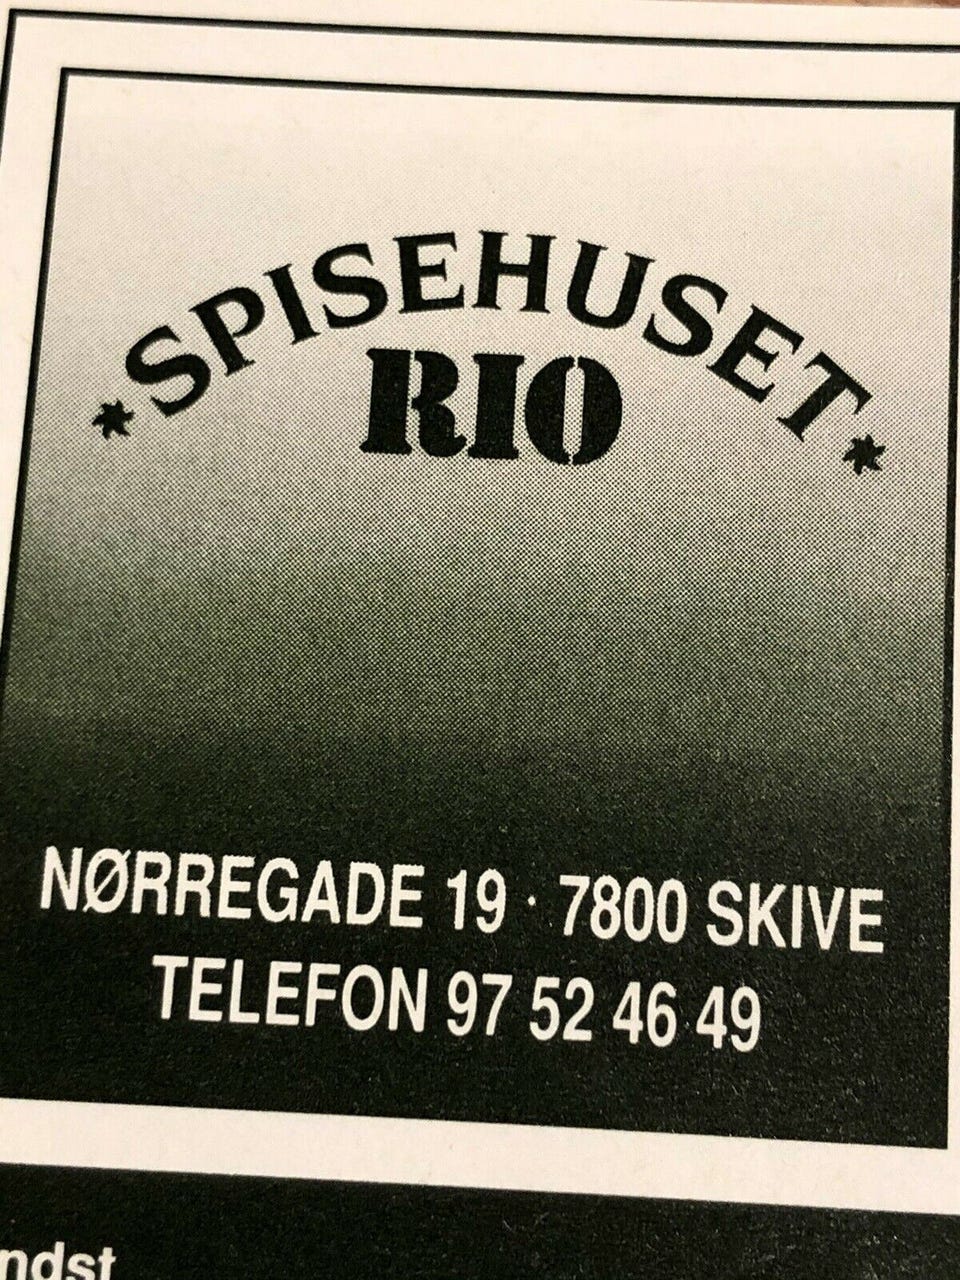 SPISEHUSET
RIO
NØRREGADE 19 · 7800 SKIVE
TELEFON 97 52 46 49
ndst